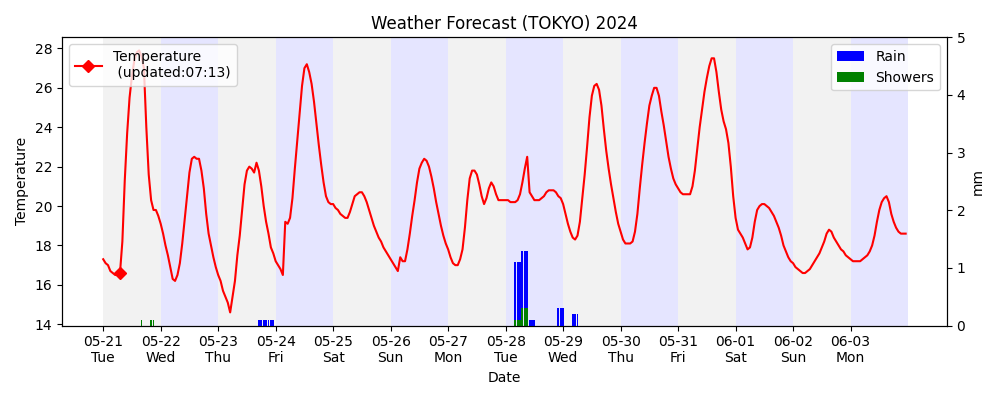 Weather Forecast (TOKYO) 2024
Temperature
(updated:07:13)
Rain
Showers
Temperature
28
26
24
22
20
18
16
14
5
4
3
2
1
0
mm
05-21 05-22 05-23 05-24 05-25 05-26 05-27 05-28 05-29 05-30 05-31 06-01 06-02 06-03
Tue Wed Thu Fri Sat Sun Mon Tue Wed Thu Fri Sat Sun Mon
Date